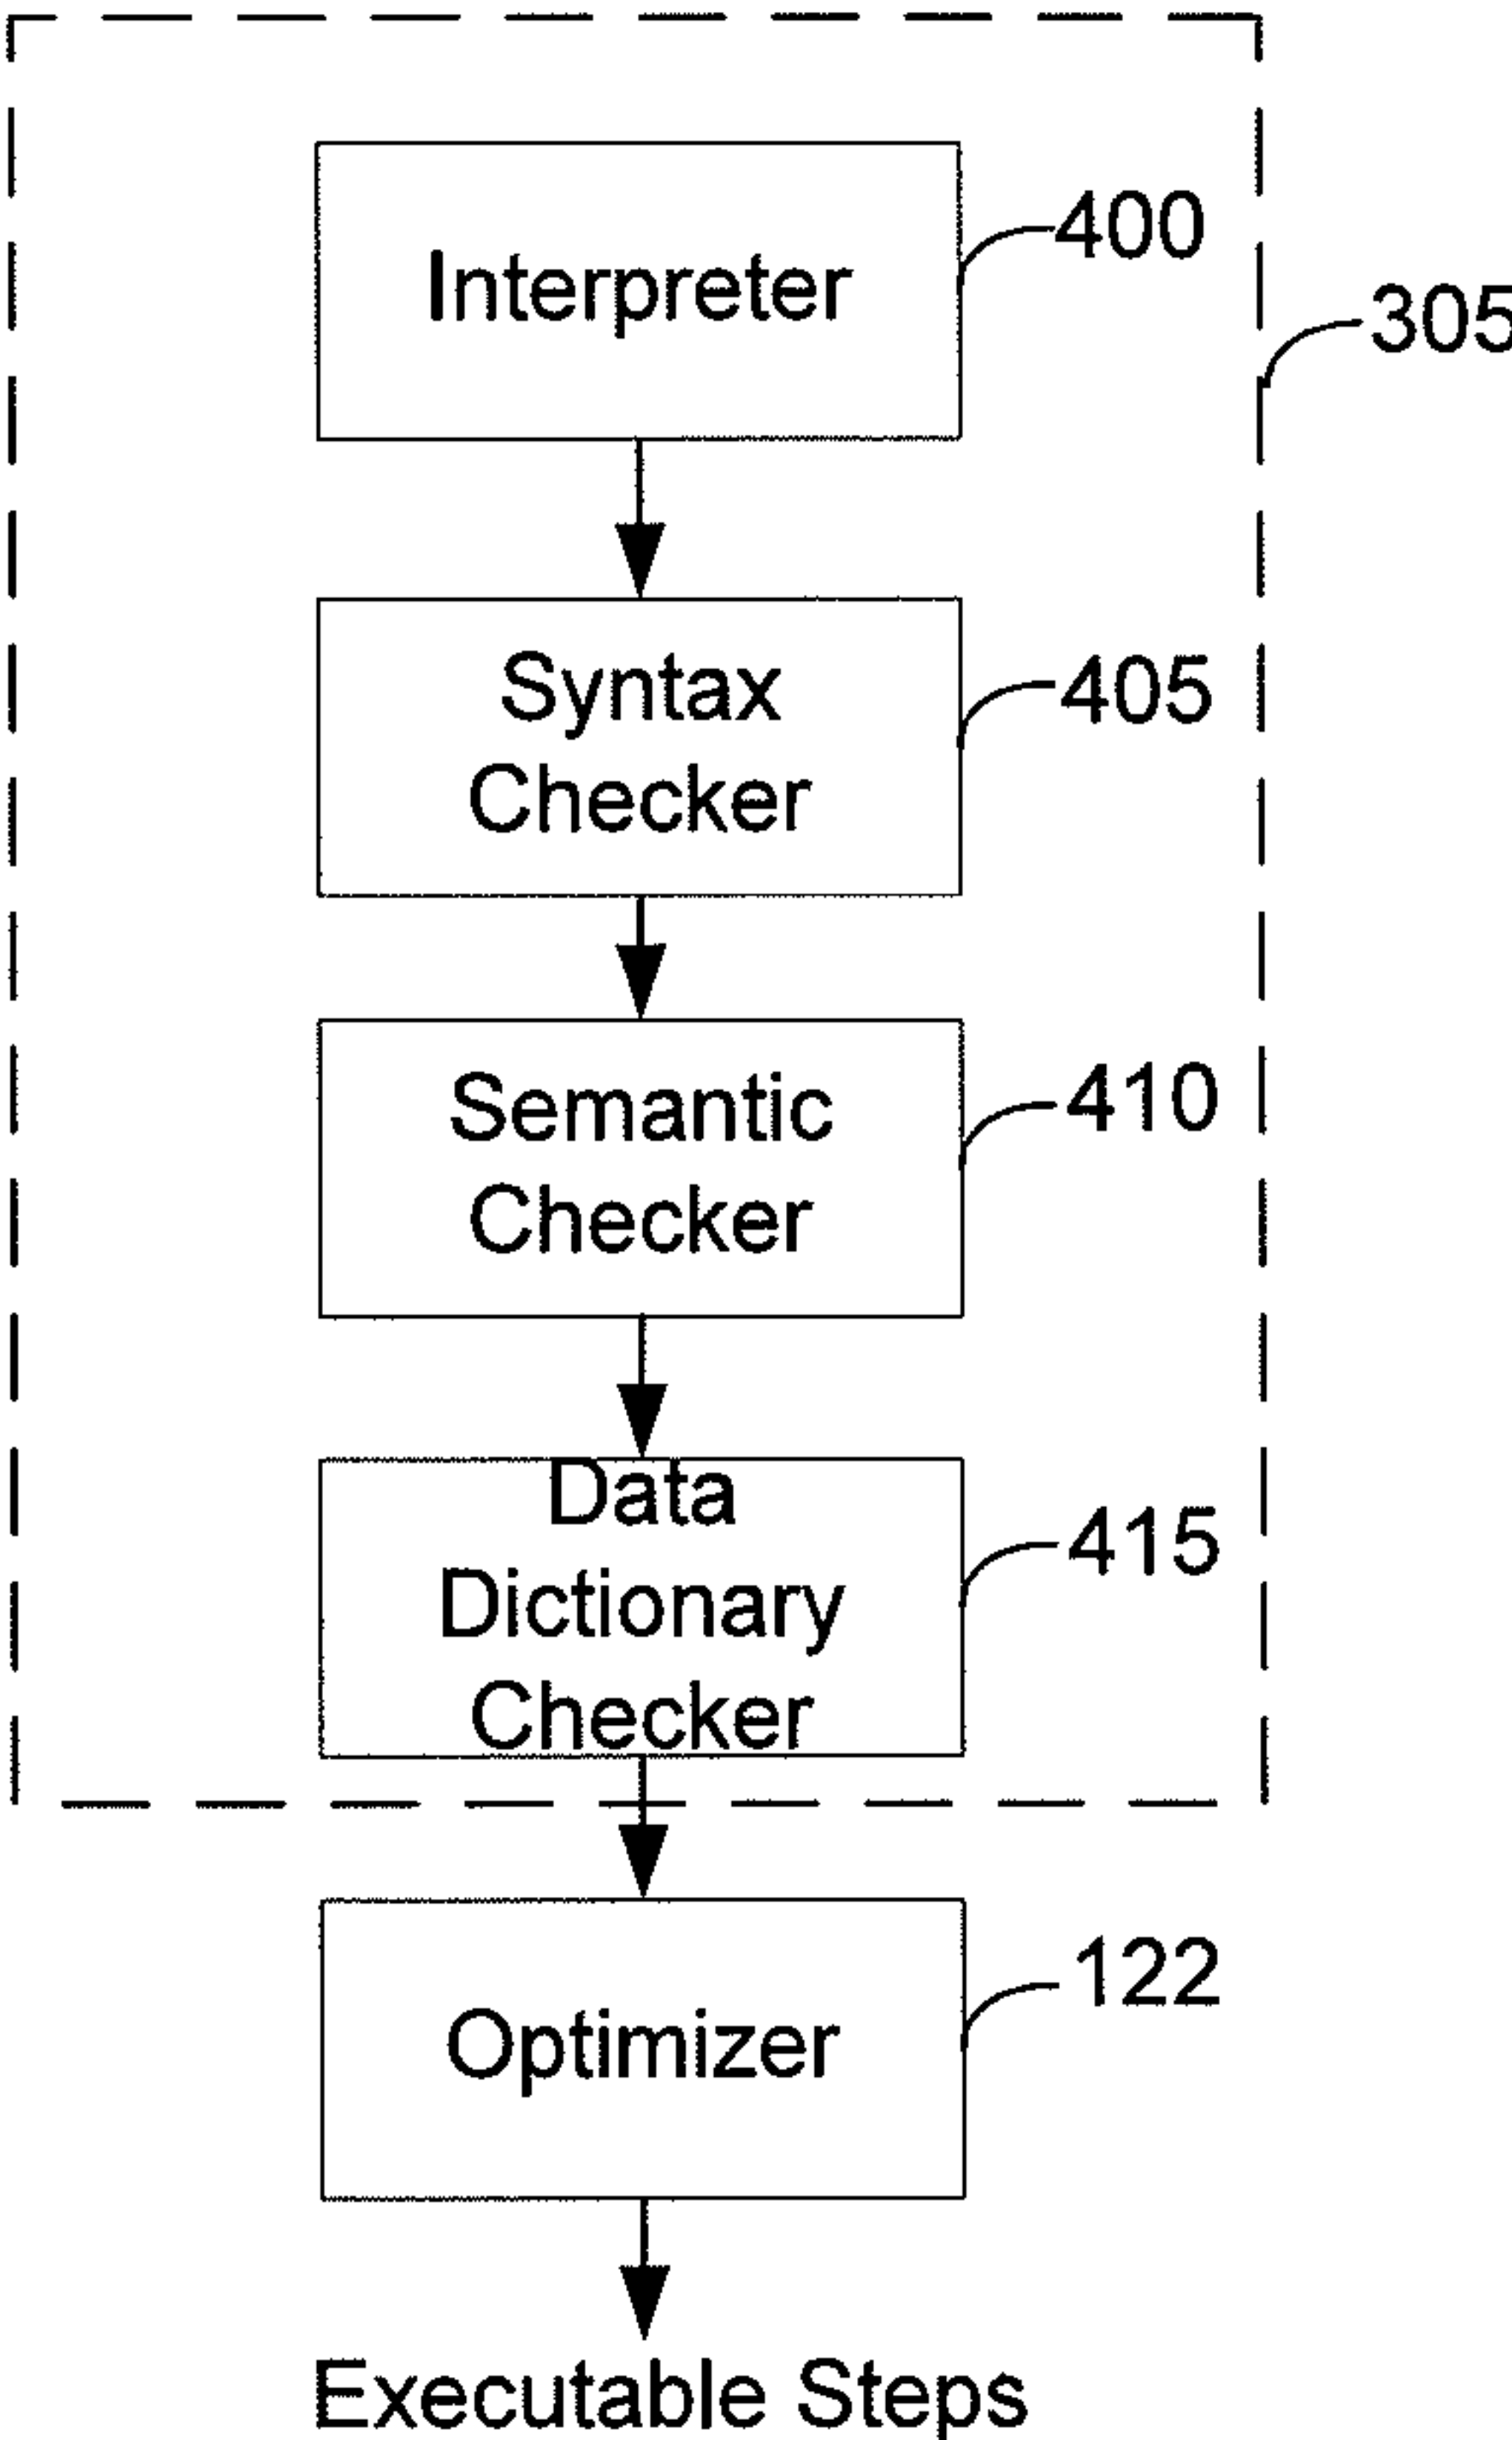 Interpreter
400
305
Syntax
Checker
405
Semantic
Checker
410
Data
Dictionary
Checker
415
Optimizer
122
Executable Steps